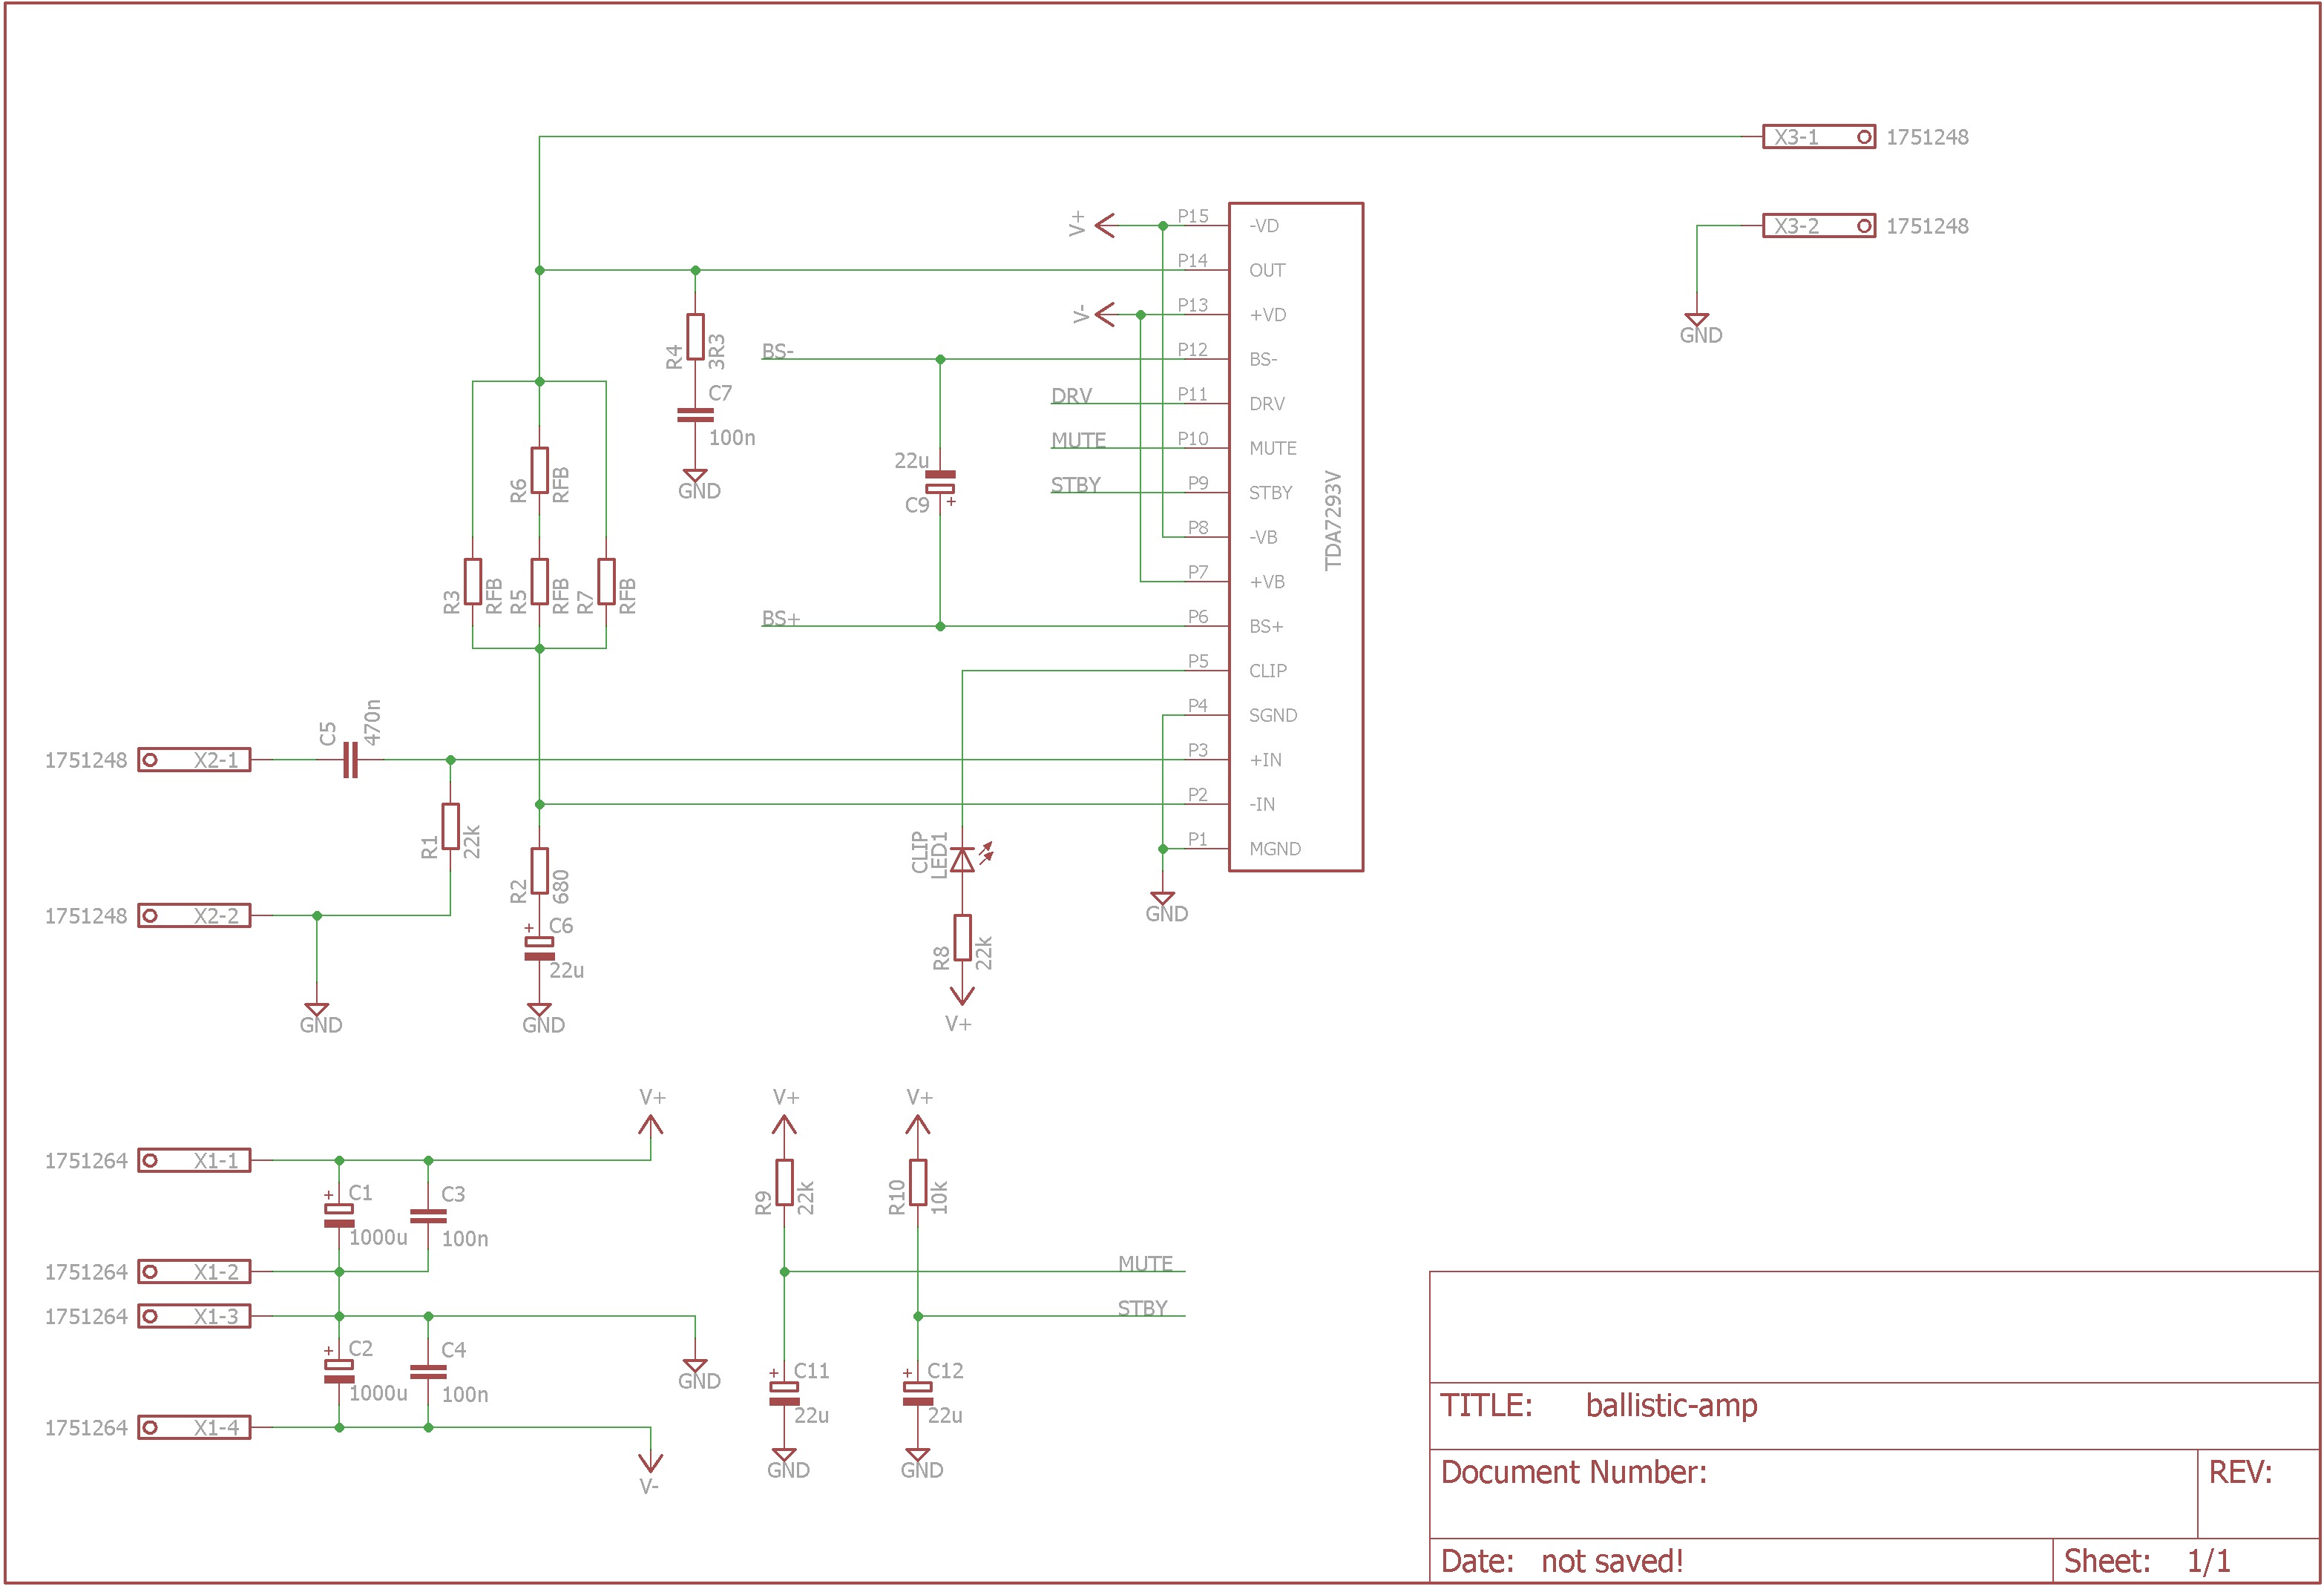 X3-1 1751248
X3-2 1751248
GND
V+
P15 -VD
P14 OUT
V-
P13 +VD
BS-
P12 BS-
DRV
P11 DRV
MUTE
P10 MUTE
STBY
P9 STBY
P8 -VB
P7 +VB
BS+
P6 BS+
P5 CLIP
P4 SGND
P3 +IN
P2 -IN
P1 MGND
TDA7293V
GND
R4
3R3
C7
100n
GND
22u
C9 +
R6
RFB
R3
RFB
R5
RFB
R7
RFB
C5
470n
1751248 X2-1
R1
22k
1751248 X2-2
GND
R2
680
+ C6
22u
GND
CLIP
LED1
R8
22k
V+
V+
1751264 X1-1
+ C1
1000u
C3
100n
1751264 X1-2
1751264 X1-3
+ C2
1000u
C4
100n
GND
1751264 X1-4
V-
V+
R9
22k
V+
R10
10k
MUTE
STBY
+ C11
22u
GND
+ C12
22u
GND
TITLE: ballistic-amp
Document Number:
REV:
Date: not saved!
Sheet: 1/1